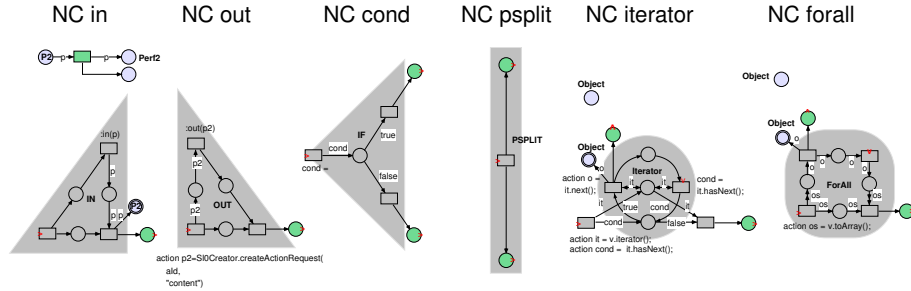 NC in
NC out
NC cond
NC psplit
NC iterator
NC forall
P2
p
p
Perf2
:in(p)
p
IN
p
p
P2
:out(p2)
p2
OUT
p2
action p2=Sl0Creator.createActionRequest(
aId,
"content")
IF
true
cond
cond =
false
PSPLIT
Object
Object
o
action o =
it.next();
Iterator
it
it
cond =
it.hasNext();
it
true
cond
it
cond
false
action it = v.iterator();
action cond = it.hasNext();
Object
Object
o
o
o
o
ForAll
os
os
os
os
action os = v.toArray();